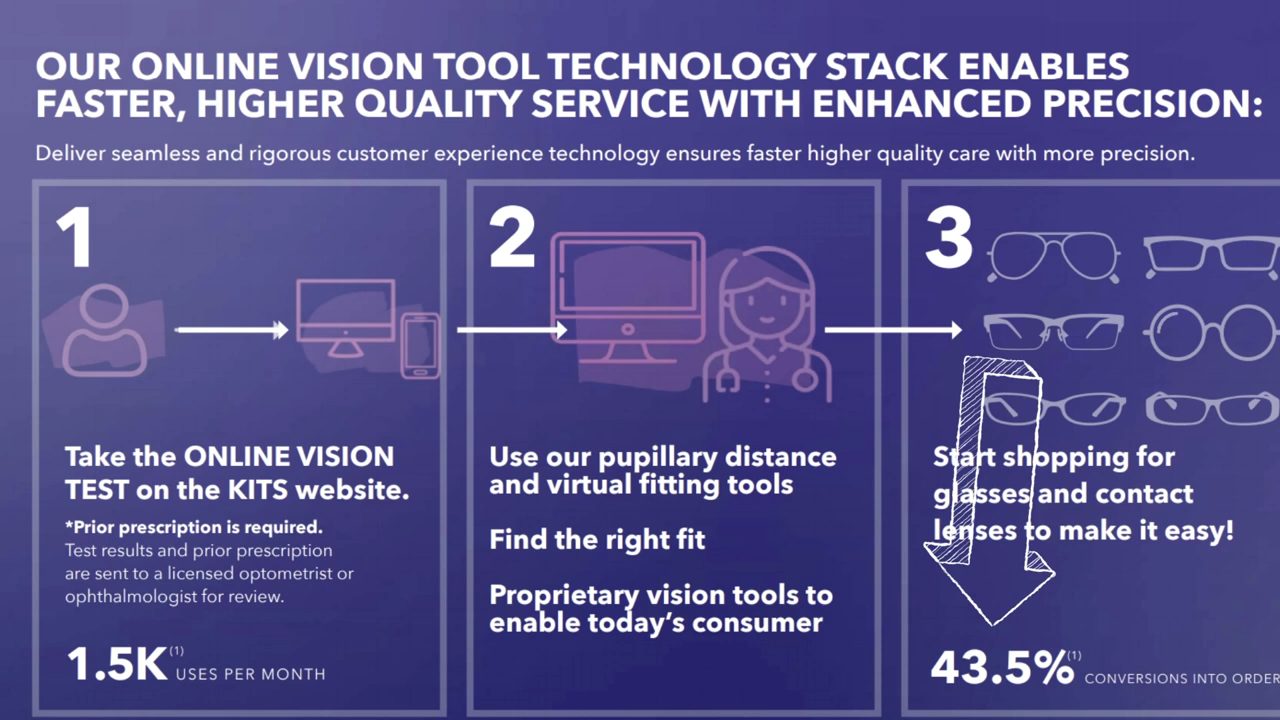 OUR ONLINE VISION TOOL TECHNOLOGY STACK ENABLES
FASTER, HIGHER QUALITY SERVICE WITH ENHANCED PRECISION:
Deliver seamless and rigorous customer experience technology ensures faster higher quality care with more precision.
1
Take the ONLINE VISION
TEST on the KITS website.
*Prior prescription is required.
Test results and prior prescription
are sent to a licensed optometrist or
ophthalmologist for review.
1.5K(1) USES PER MONTH
2
Use our pupillary distance
and virtual fitting tools
Find the right fit
Proprietary vision tools to
enable today's consumer
3
Start shopping for
glasses and contact
lenses to make it easy!
43.5%(1) CONVERSIONS INTO ORDER